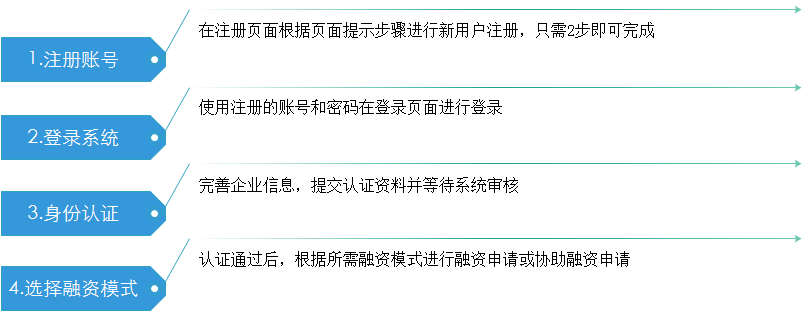 在注册页面根据页面提示步骤进行新用户注册，只需2步即可完成
1.注册账号
使用注册的账号和密码在登录页面进行登录
2.登录系统
完善企业信息，提交认证资料并等待系统审核
3.身份认证
认证通过后，根据所需融资模式进行融资申请或协助融资申请
4.选择融资模式